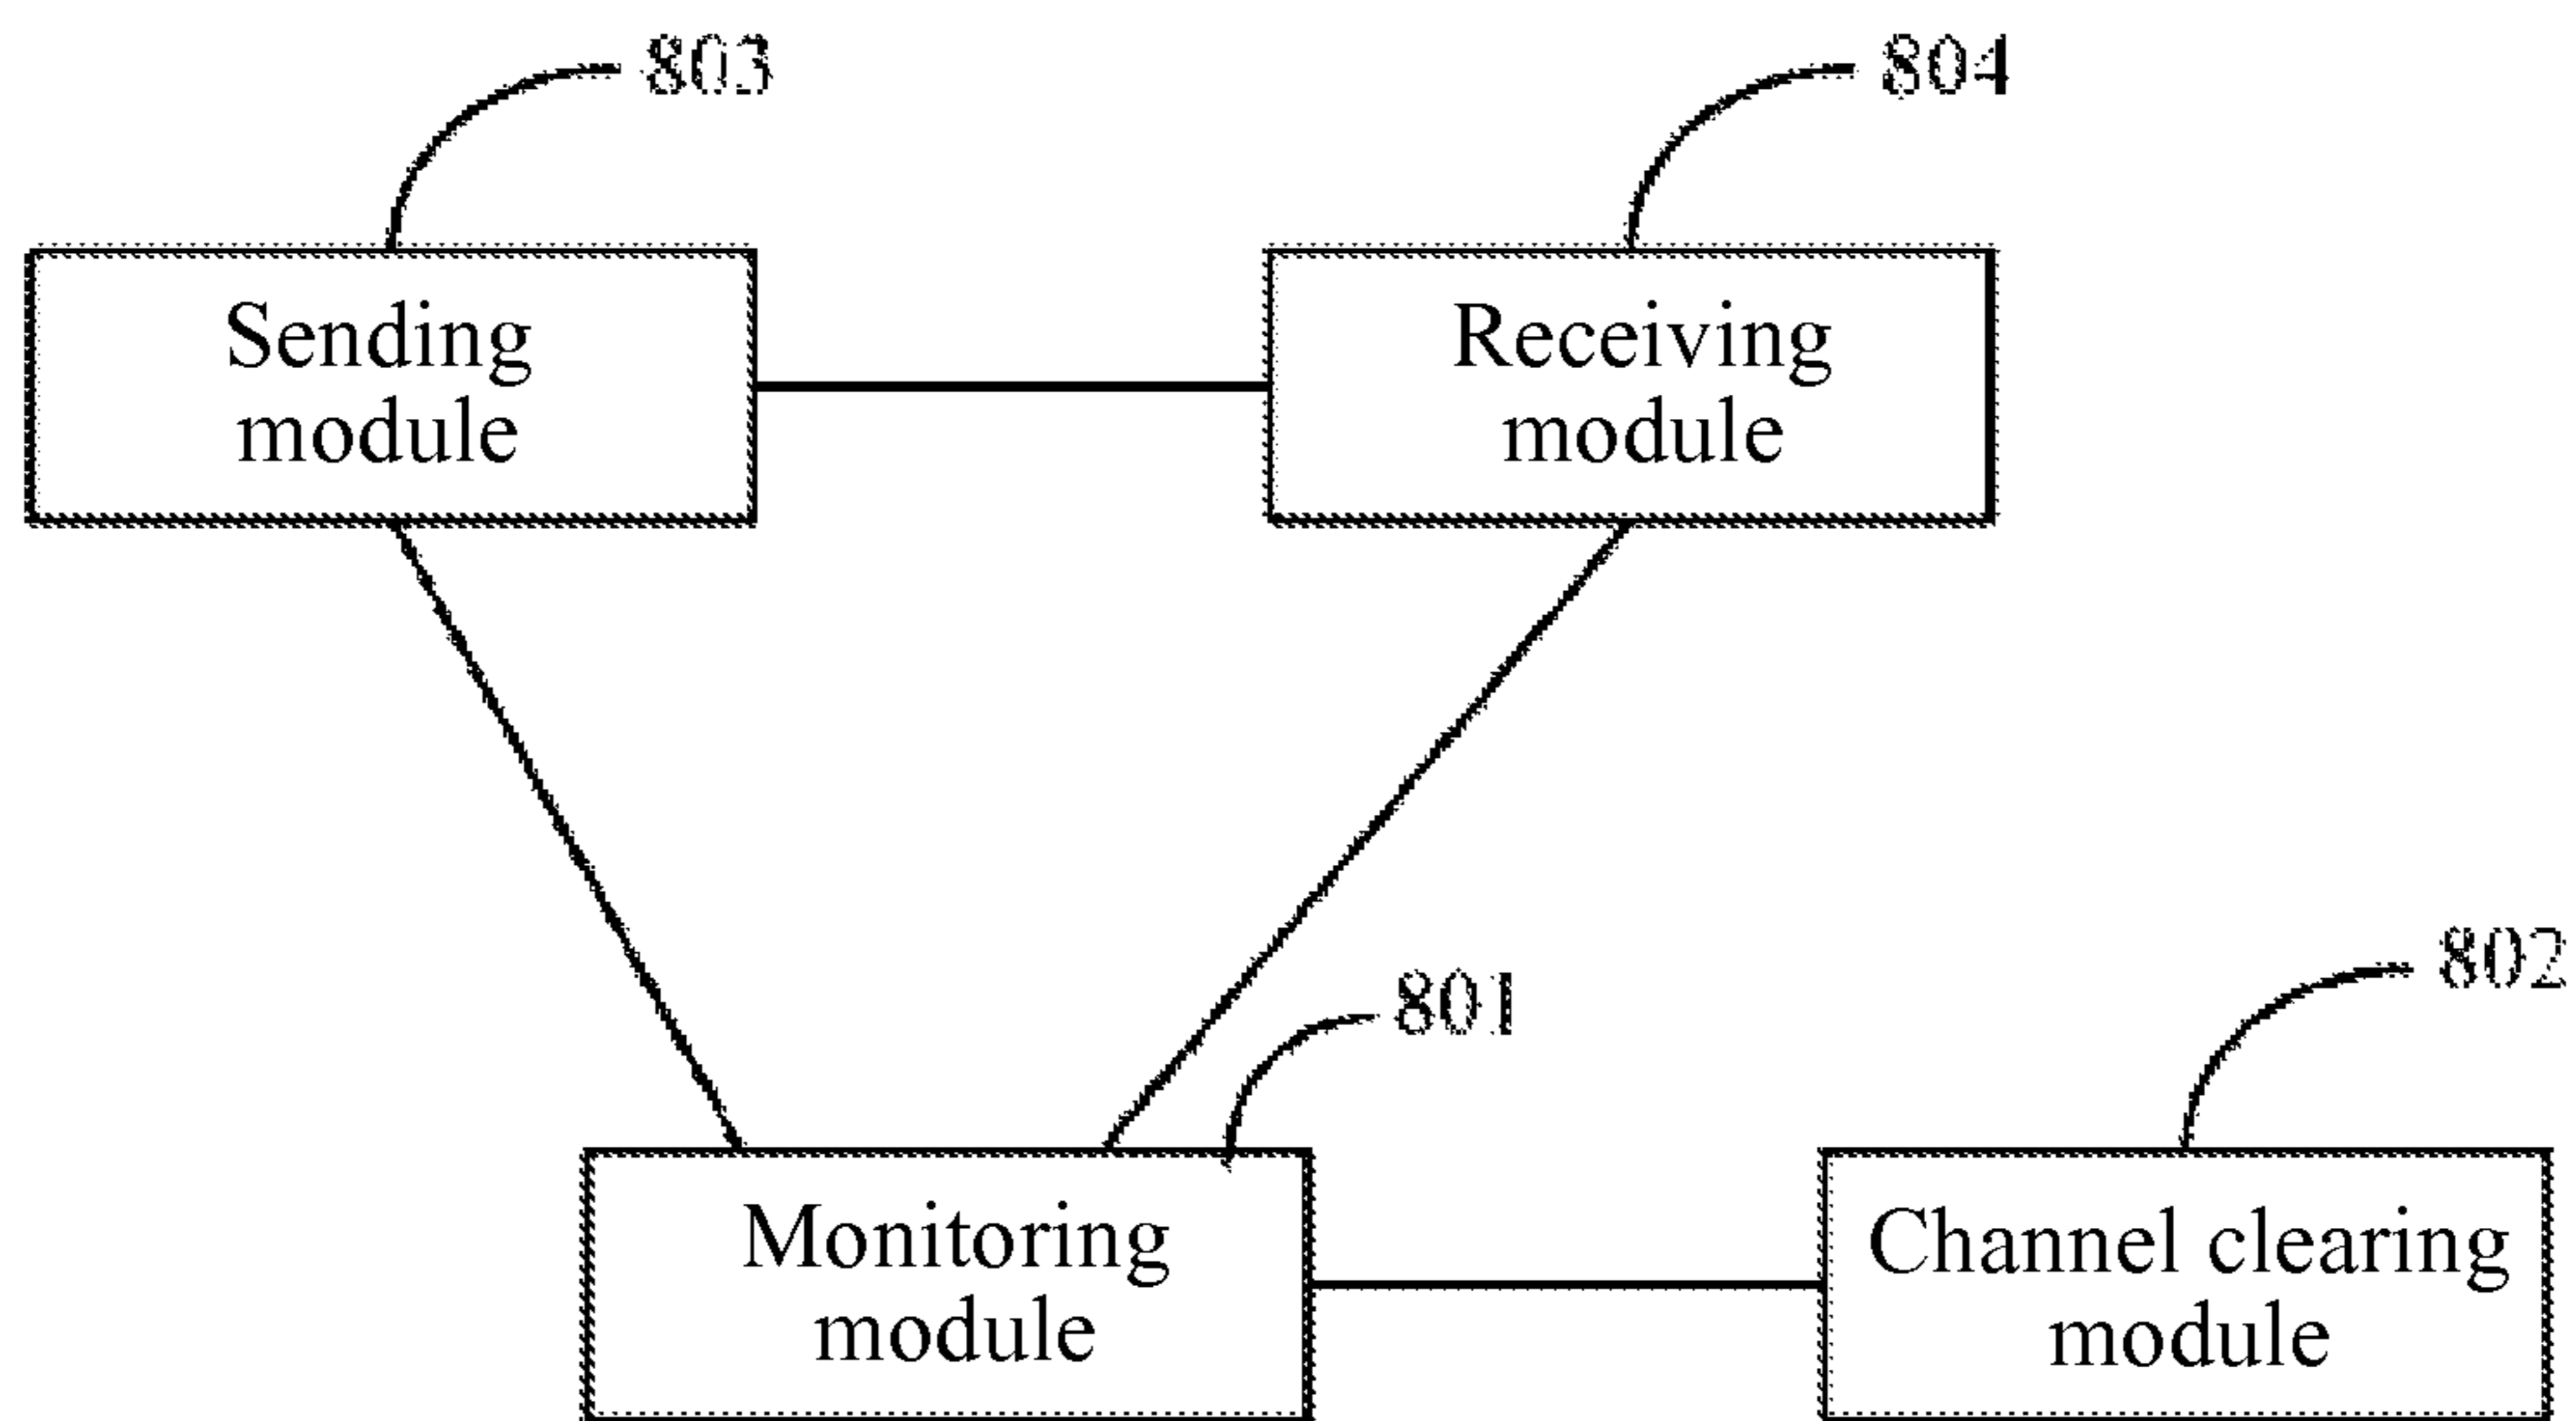 803
804
Sending
module
Receiving
module
801
802
Monitoring
module
Channel clearing
module